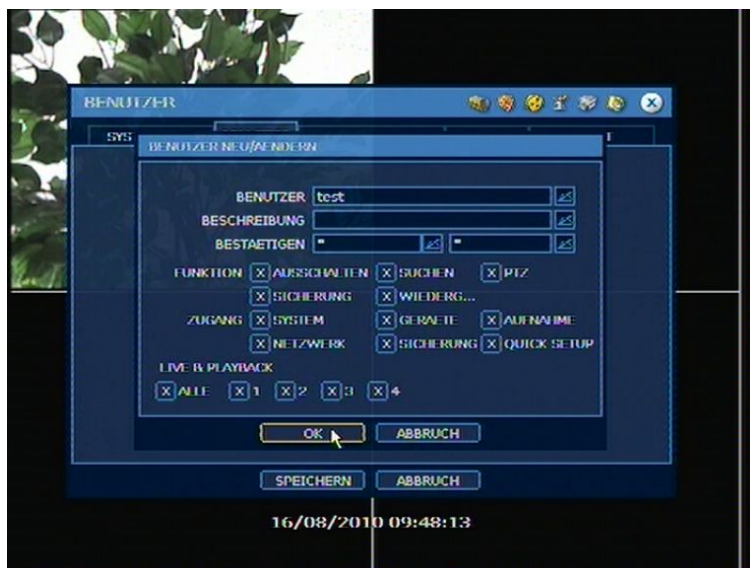 BENUTZER
SYS
T
BENUTZER NEU/AENDERN
BENUTZER test
BESCHREIBUNG
BESTAETIGEN * *
FUNKTION X AUSSCHALTEN X SUCHEN X PTZ
X SICHERUNG X WIEDERG...
ZUGANG X SYSTEM X GERAETE X AUFNAHME
X NETZWERK X SICHERUNG X QUICK SETUP
LIVE & PLAYBACK
X ALLE X 1 X 2 X 3 X 4
OK ABBRUCH
SPEICHERN ABBRUCH
16/08/2010 09:48:13